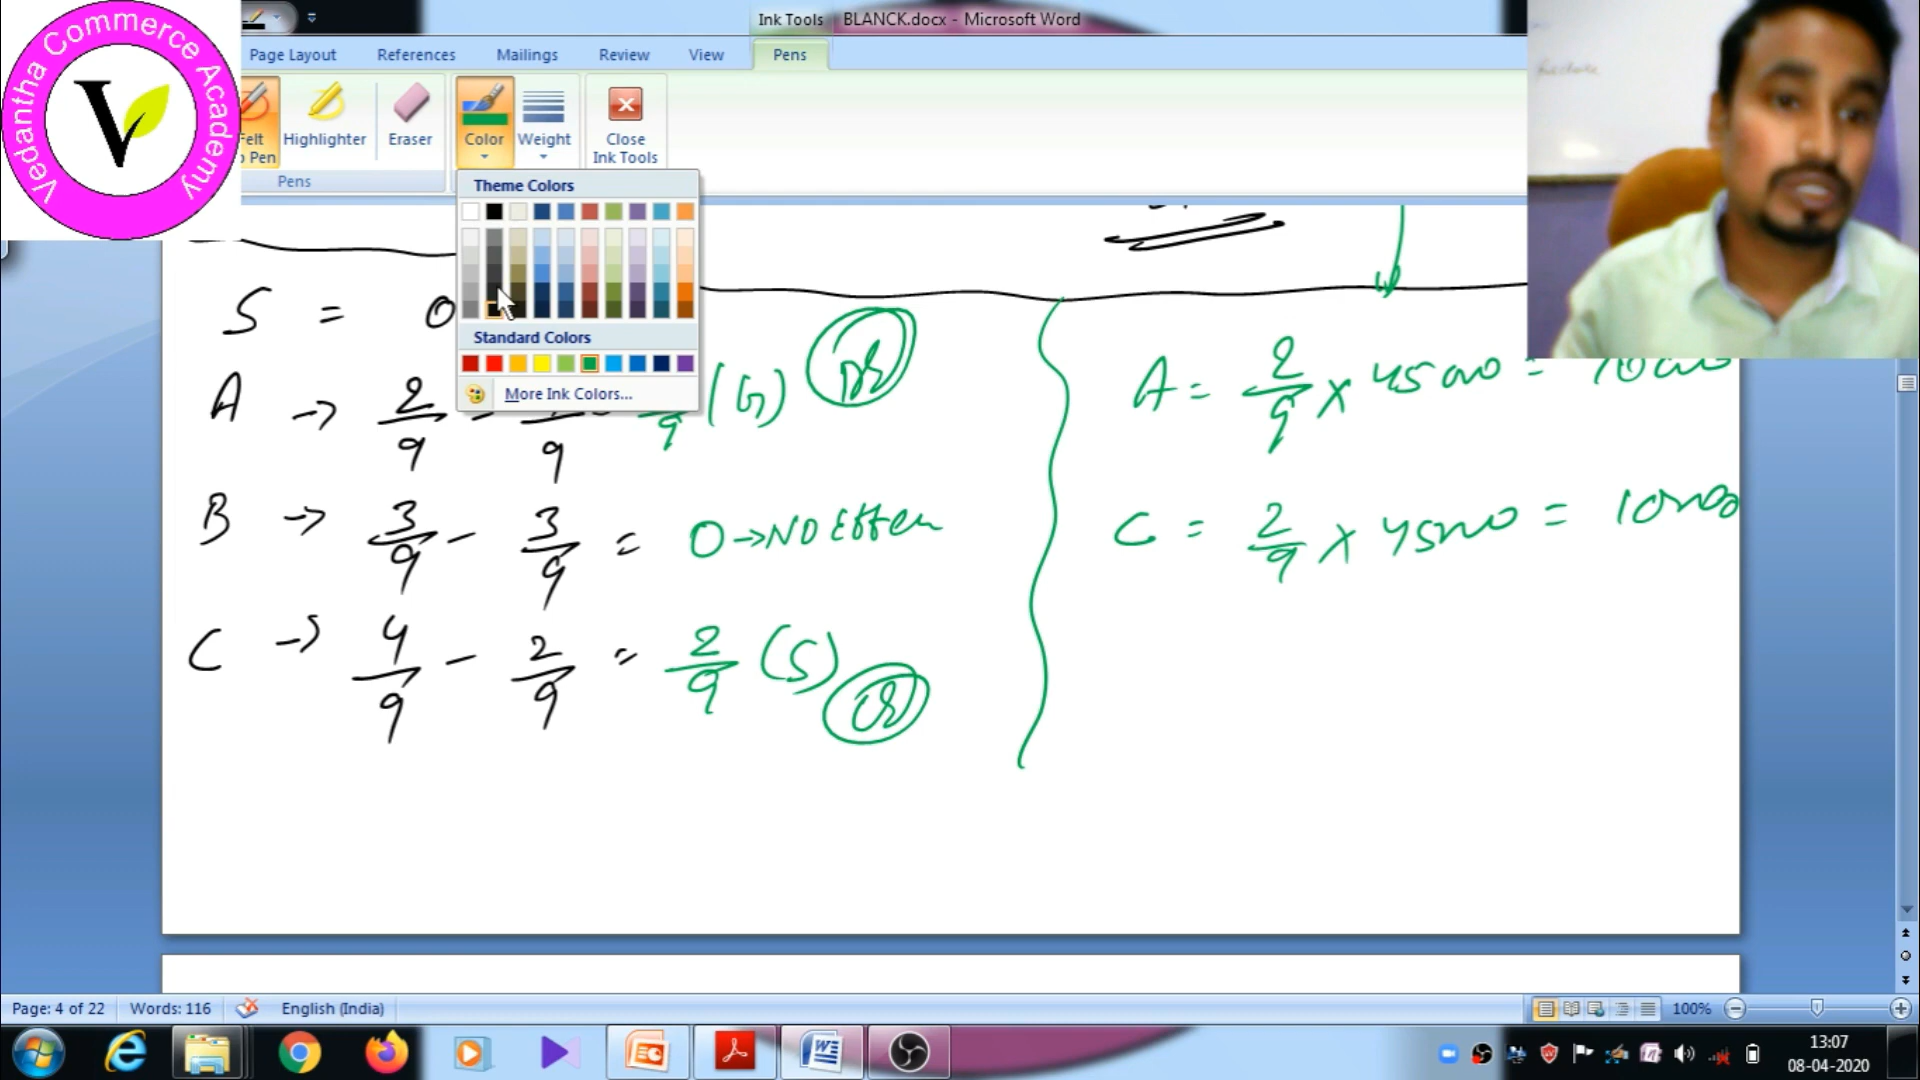 Ink Tools BLANCK.docx - Microsoft Word
Page Layout References Mailings Review View Pens
Vedantha Commerce Academy
V
Felt Highlighter Eraser Color Weight Close
Pen Ink Tools
Pens
Theme Colors
Standard Colors
More Ink Colors...
S = 0
A → 2/9 - /9 /9 (G)
B → 3/9 - 3/9 = 0 → NO
C → 4/9 - 2/9 = 2/9 (S)
A = 2/9 × 45000 =
C = 2/9 × 45000 = 10000
Page: 4 of 22 Words: 116 English (India) 100%
13:07
08-04-2020